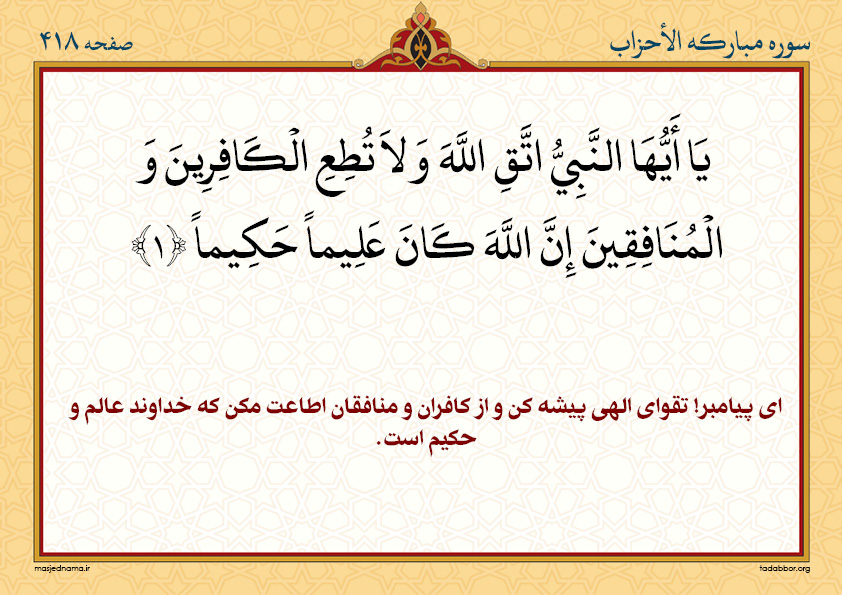 سوره مبارکه الأحزاب
صفحه ۴۱۸
يَا أَيُّهَا النَّبِيُّ اتَّقِ اللَّهَ وَ لاَ تُطِعِ الْكَافِرِينَ وَ
الْمُنَافِقِينَ إِنَّ اللَّهَ كَانَ عَلِيماً حَكِيماً ﴿١﴾
ای پیامبر! تقوای الهی پیشه کن و از کافران و منافقان اطاعت مکن که خداوند عالم و
حکیم است.
masjednama.ir
tadabbor.org